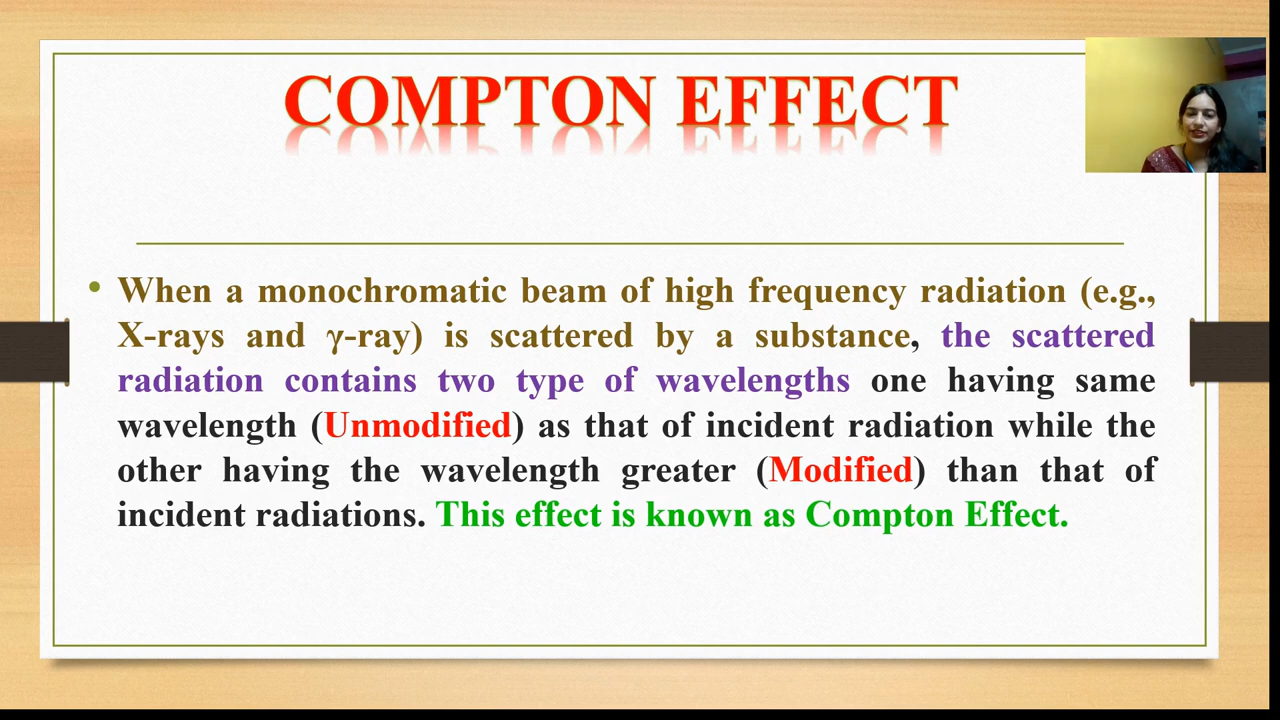 COMPTON EFFECT
• When a monochromatic beam of high frequency radiation (e.g.,
X-rays and γ-ray) is scattered by a substance, the scattered
radiation contains two type of wavelengths one having same
wavelength (Unmodified) as that of incident radiation while the
other having the wavelength greater (Modified) than that of
incident radiations. This effect is known as Compton Effect.